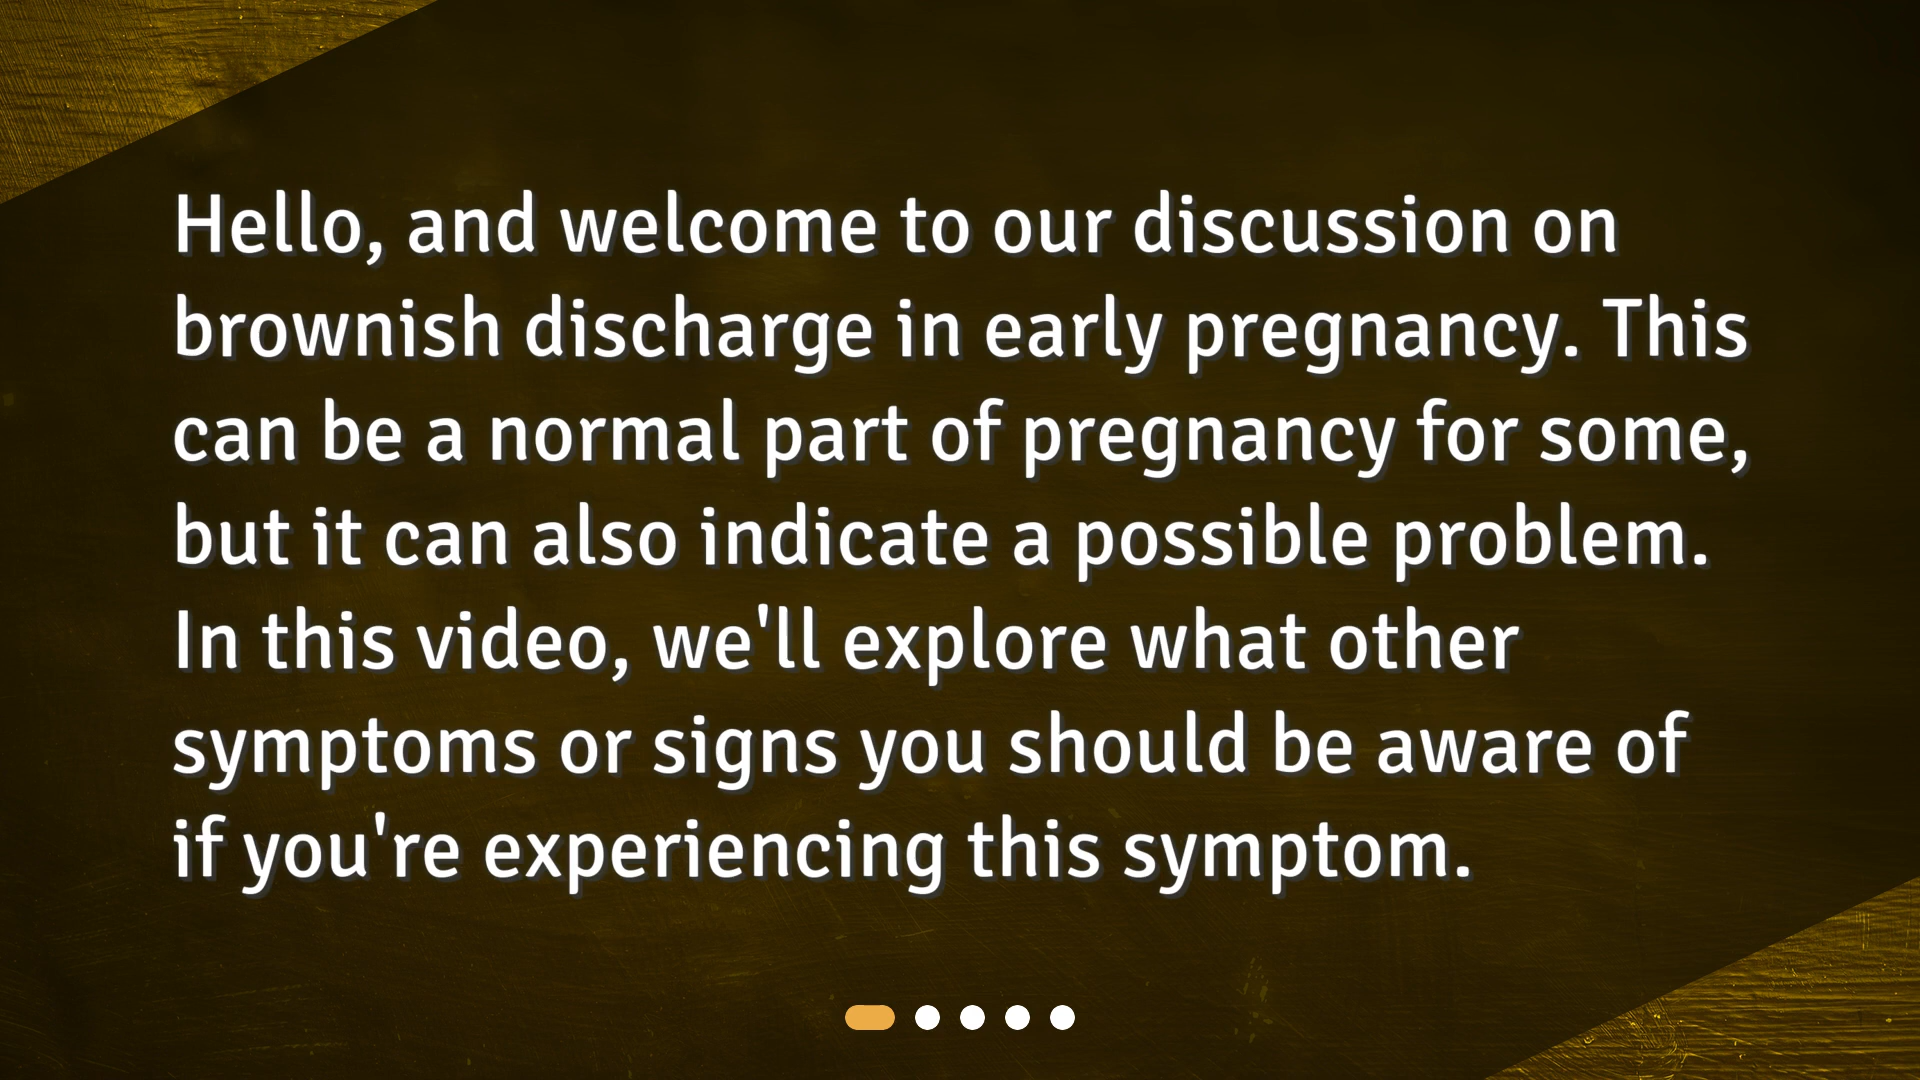 Hello, and welcome to our discussion on
brownish discharge in early pregnancy. This
can be a normal part of pregnancy for some,
but it can also indicate a possible problem.
In this video, we'll explore what other
symptoms or signs you should be aware of
if you're experiencing this symptom.